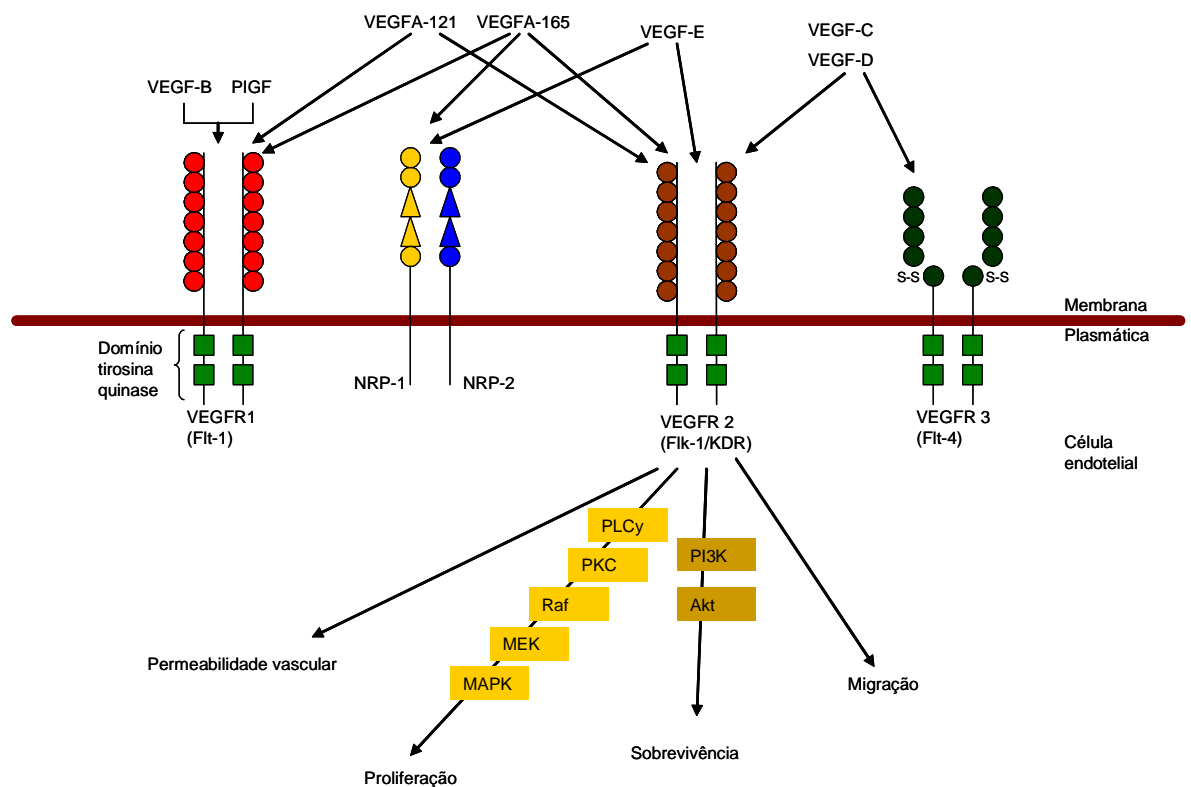 VEGFA-121
VEGFA-165
VEGF-E
VEGF-C
VEGF-D
VEGF-B
PIGF
S-S
S-S
Membrana
Plasmática
Domínio
tirosina
quinase
NRP-1
NRP-2
VEGFR1
(Flt-1)
VEGFR 2
(Flk-1/KDR)
VEGFR 3
(Flt-4)
Célula
endotelial
PLCy
PKC
Raf
MEK
MAPK
PI3K
Akt
Permeabilidade vascular
Proliferação
Sobrevivência
Migração